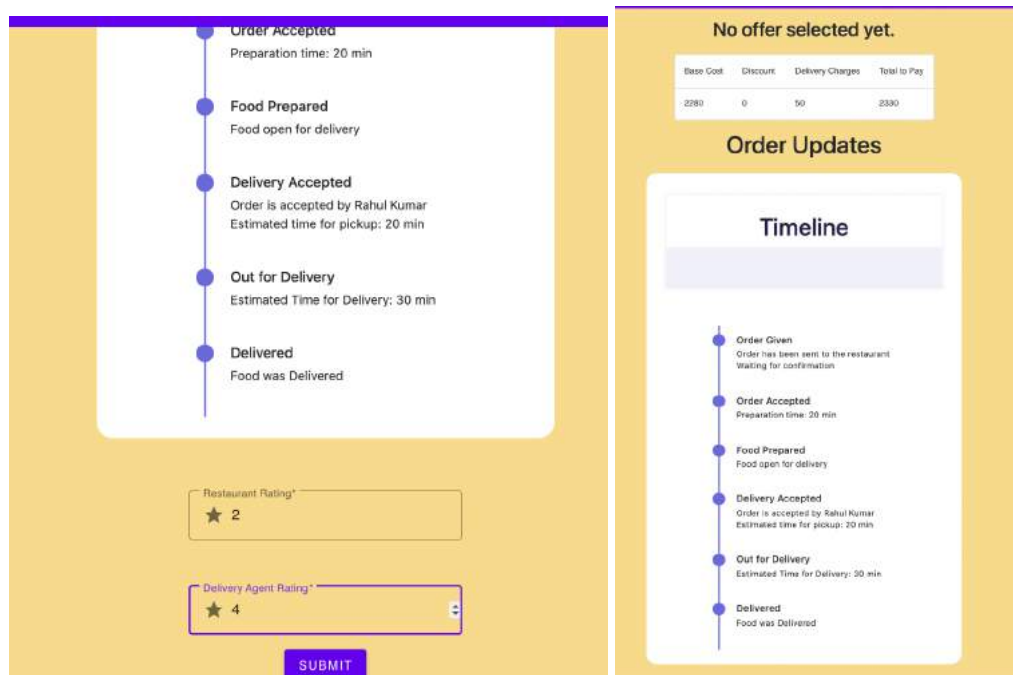 Order Accepted
Preparation time: 20 min
Food Prepared
Food open for delivery
Delivery Accepted
Order is accepted by Rahul Kumar
Estimated time for pickup: 20 min
Out for Delivery
Estimated Time for Delivery: 30 min
Delivered
Food was Delivered
Restaurant Rating*
2
Delivery Agent Rating*
4
SUBMIT
No offer selected yet.
Base Cost Discount Delivery Charges Total to Pay
2280 0 50 2330
Order Updates
Timeline
Order Given
Order has been sent to the restaurant
Waiting for confirmation
Order Accepted
Preparation time: 20 min
Food Prepared
Food open for delivery
Delivery Accepted
Order is accepted by Rahul Kumar
Estimated time for pickup: 20 min
Out for Delivery
Estimated Time for Delivery: 30 min
Delivered
Food was Delivered